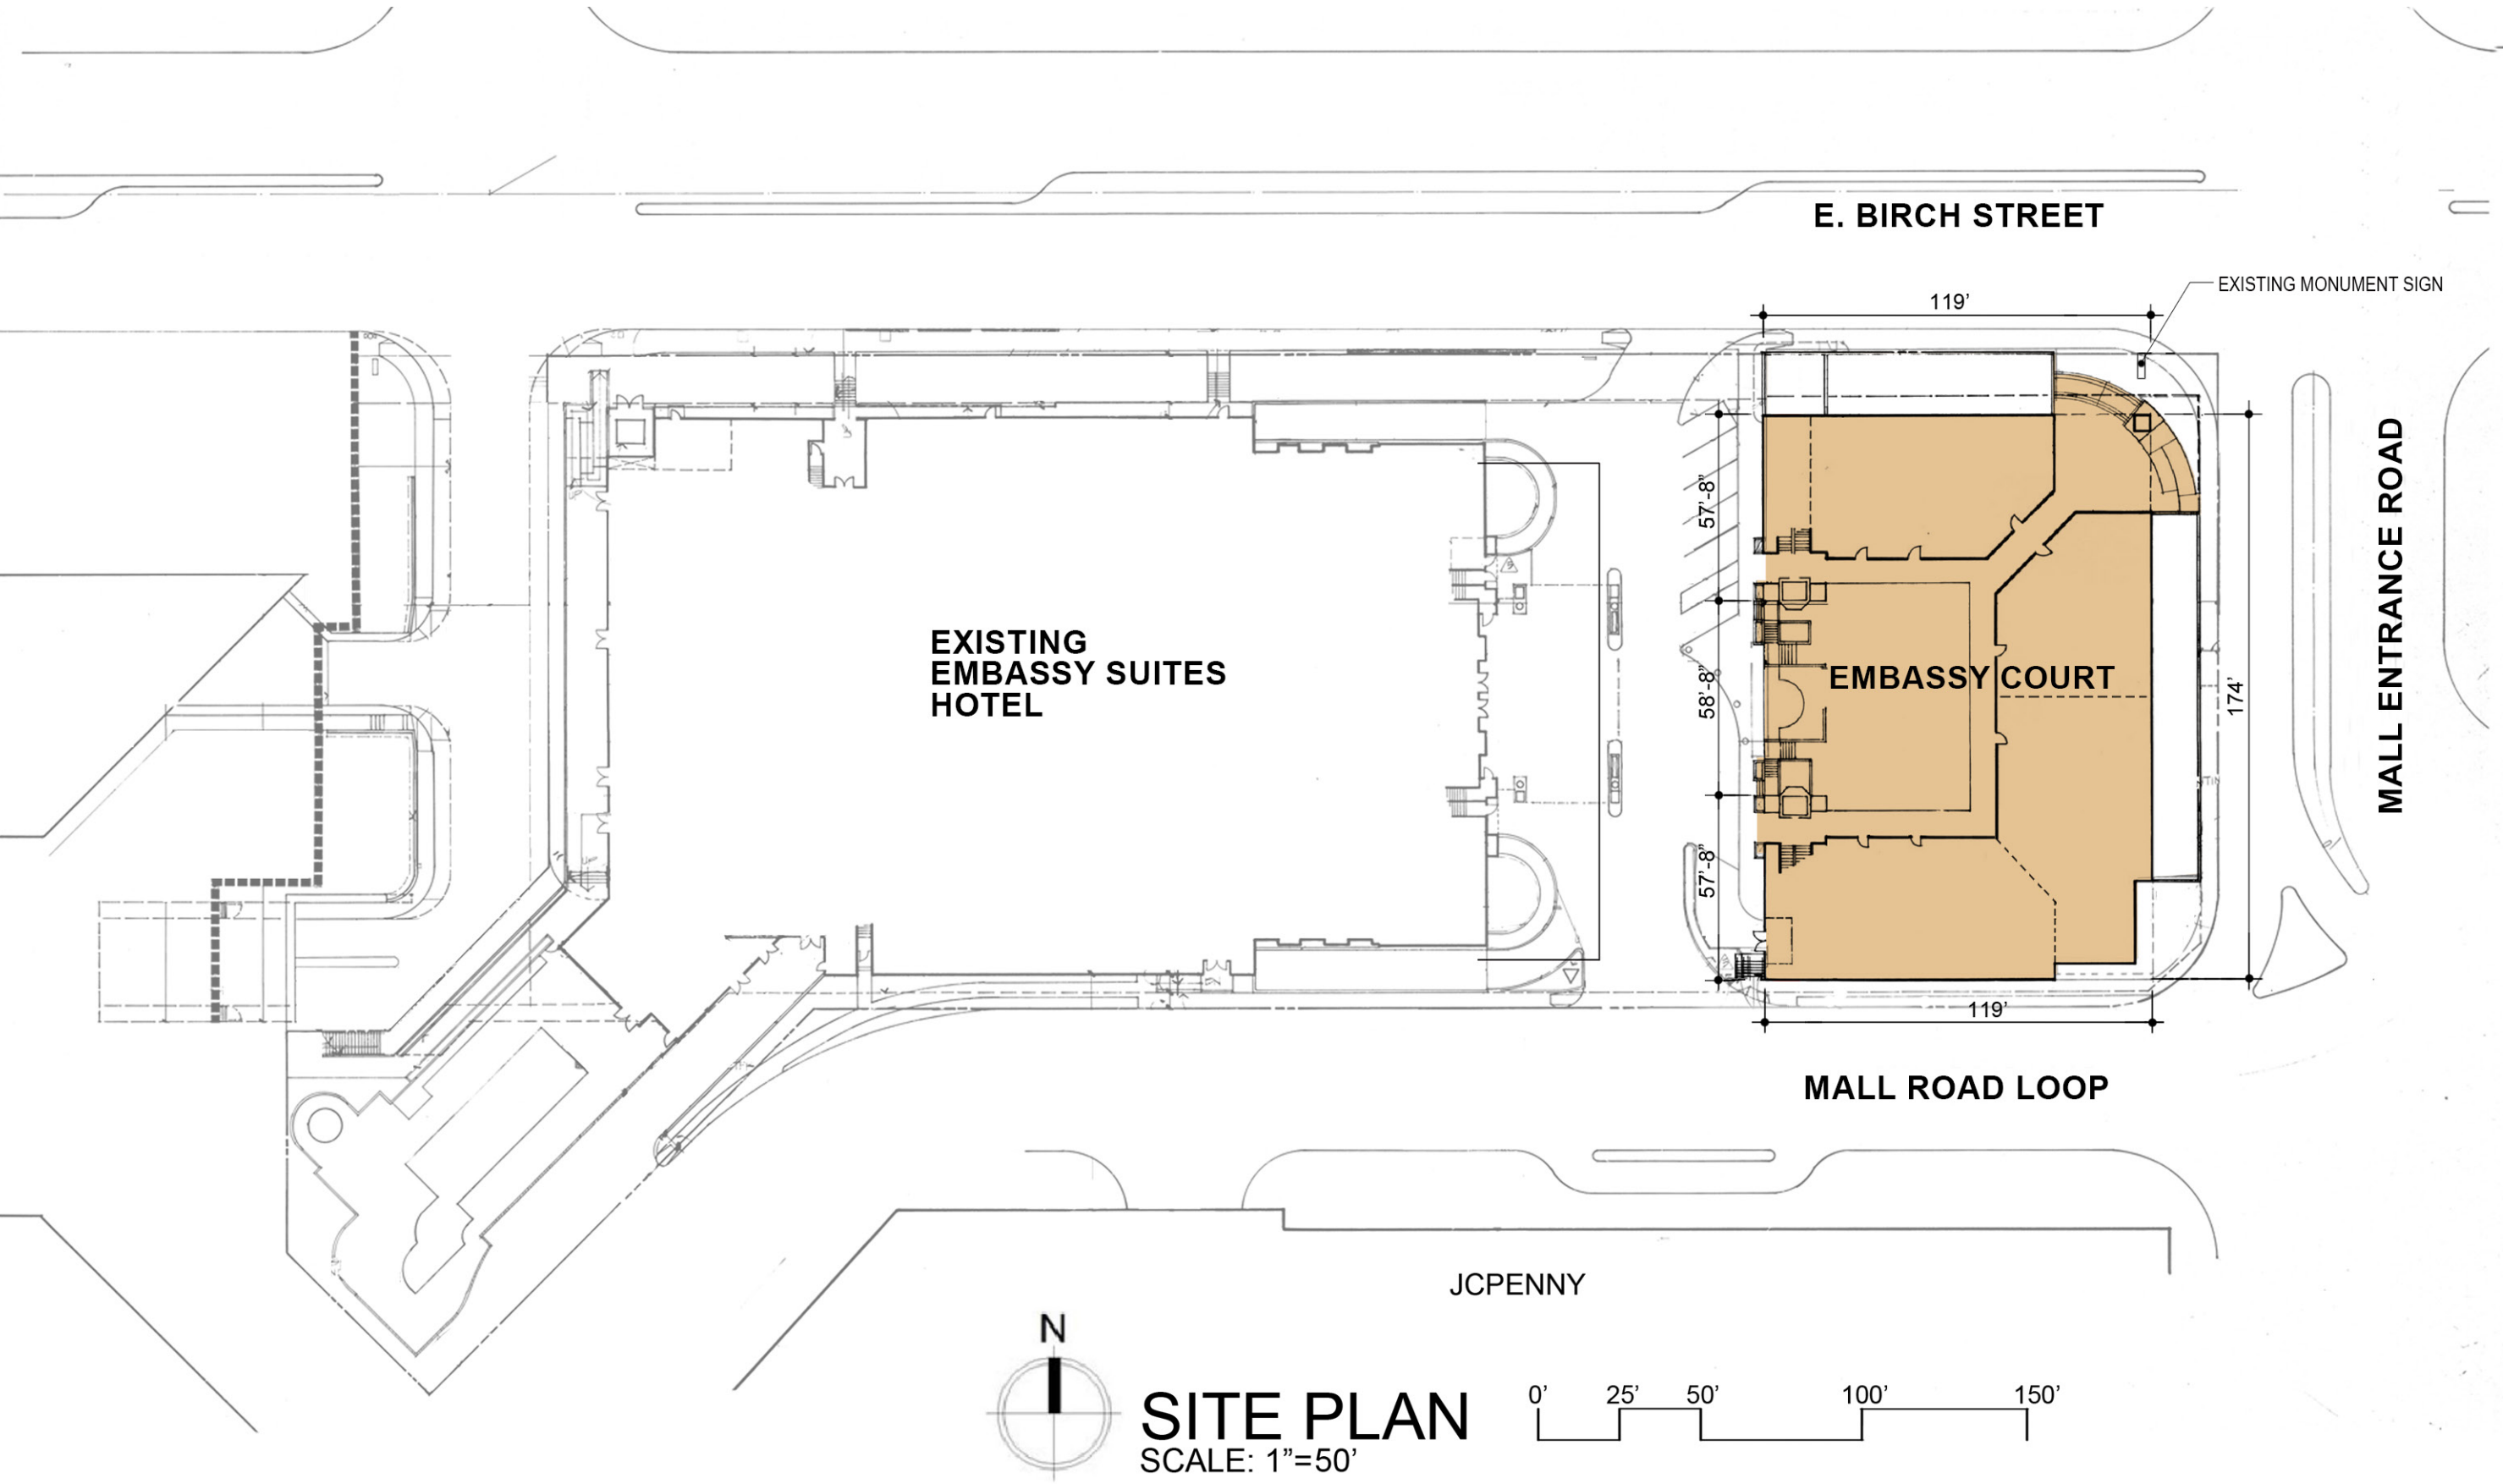 E. BIRCH STREET
EXISTING MONUMENT SIGN
119'
MALL ENTRANCE ROAD
57'-8"
EXISTING
EMBASSY SUITES
HOTEL
58'-8"
EMBASSY COURT
174'
57'-8"
119'
MALL ROAD LOOP
JCPENNY
N
SITE PLAN
SCALE: 1”=50’
0' 25' 50' 100' 150'